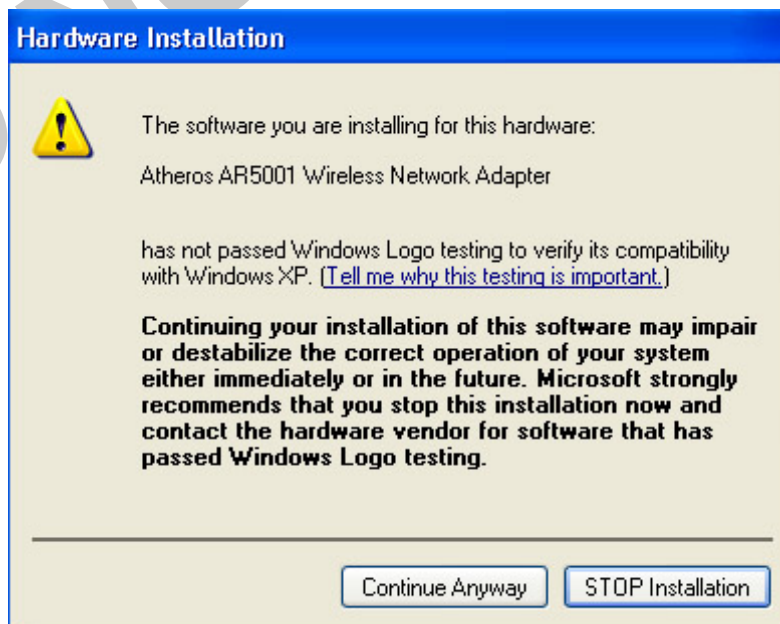 Hardware Installation
The software you are installing for this hardware:
Atheros AR5001 Wireless Network Adapter
has not passed Windows Logo testing to verify its compatibility
with Windows XP. (Tell me why this testing is important.)
Continuing your installation of this software may impair
or destabilize the correct operation of your system
either immediately or in the future. Microsoft strongly
recommends that you stop this installation now and
contact the hardware vendor for software that has
passed Windows Logo testing.
Continue Anyway
STOP Installation